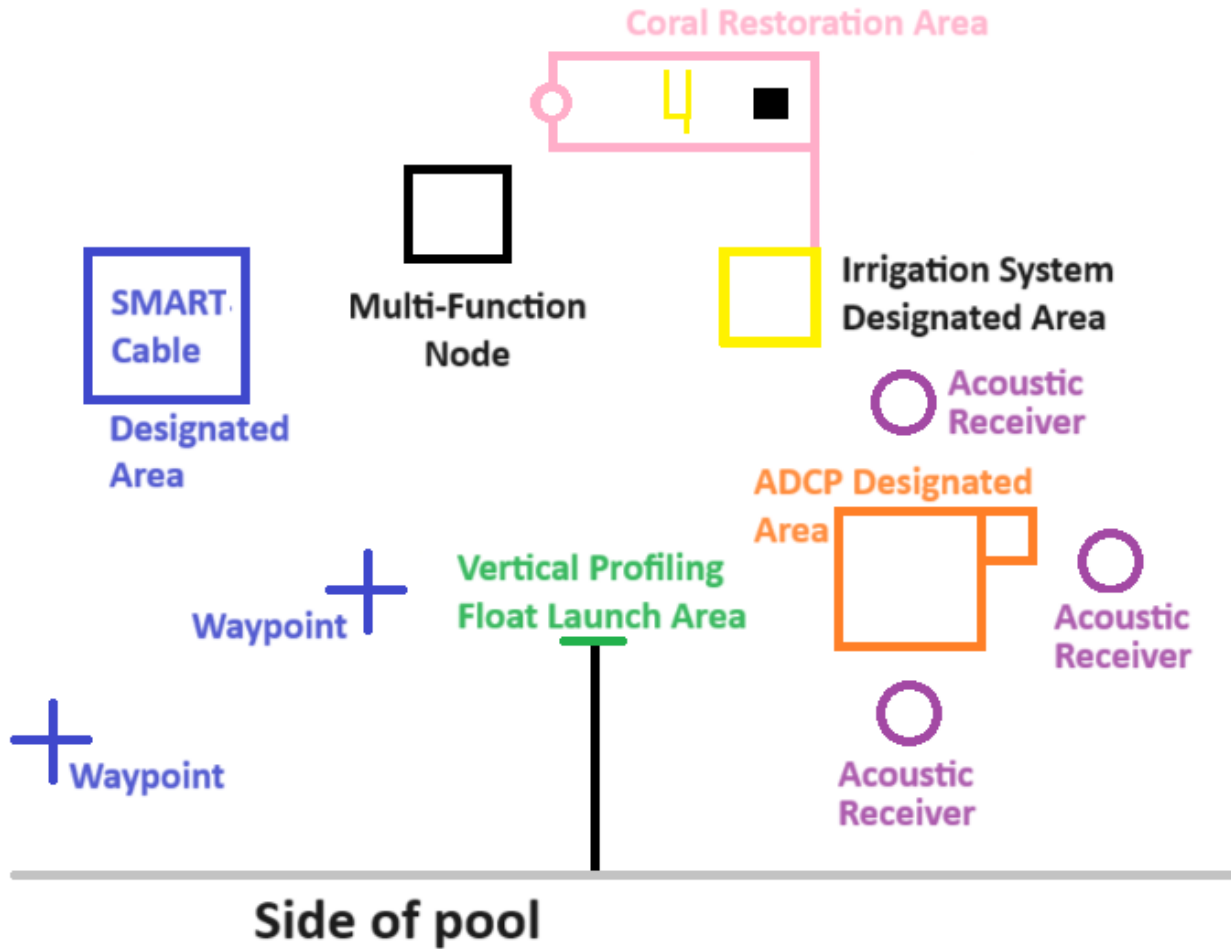 Coral Restoration Area
SMART
Cable
Designated
Area
Multi-Function
Node
Irrigation System
Designated Area
Acoustic
Receiver
ADCP Designated
Area
Vertical Profiling
Float Launch Area
Waypoint
Acoustic
Receiver
Waypoint
Acoustic
Receiver
Side of pool